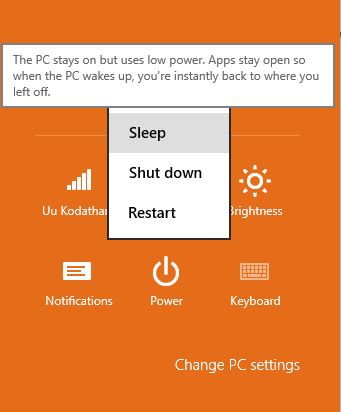 The PC stays on but uses low power. Apps stay open so
when the PC wakes up, you're instantly back to where you
left off.
Sleep
Shut down
Restart
Uu Kodathan
Brightness
Notifications
Power
Keyboard
Change PC settings